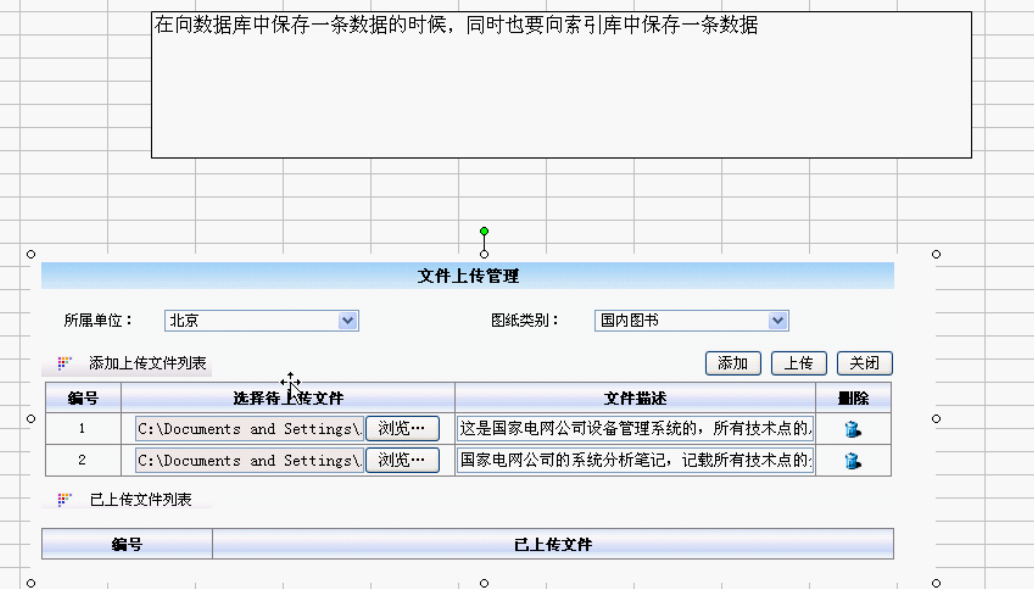 在向数据库中保存一条数据的时候，同时也要向索引库中保存一条数据
文件上传管理
所属单位： 北京 图纸类别： 国内图书
添加上传文件列表 添加 上传 关闭
编号 选择待上传文件 文件描述 删除
1 C:\Documents and Settings\. 浏览… 这是国家电网公司设备管理系统的，所有技术点的
2 C:\Documents and Settings\. 浏览… 国家电网公司的系统分析笔记，记载所有技术点的
已上传文件列表
编号 已上传文件